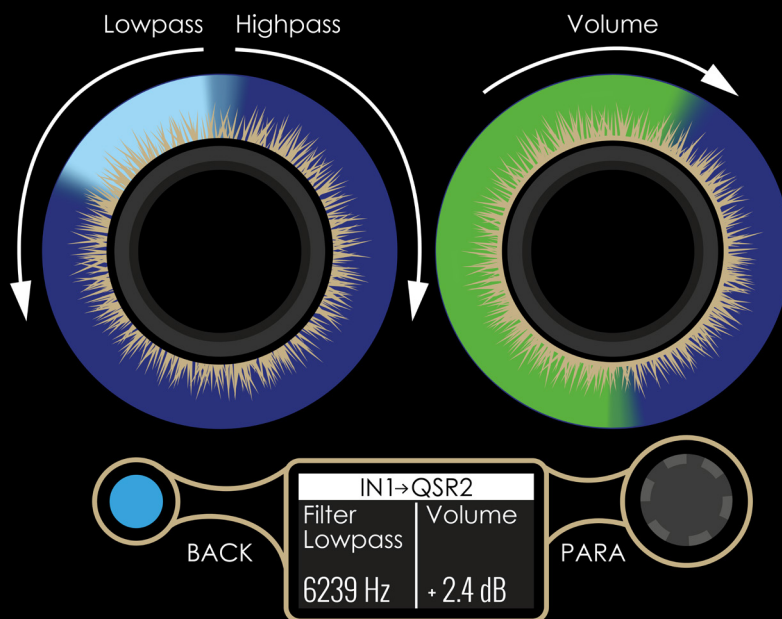 Lowpass
Highpass
Volume
IN1→QSR2
Filter
Lowpass
6239 Hz
Volume
+ 2.4 dB
BACK
PARA